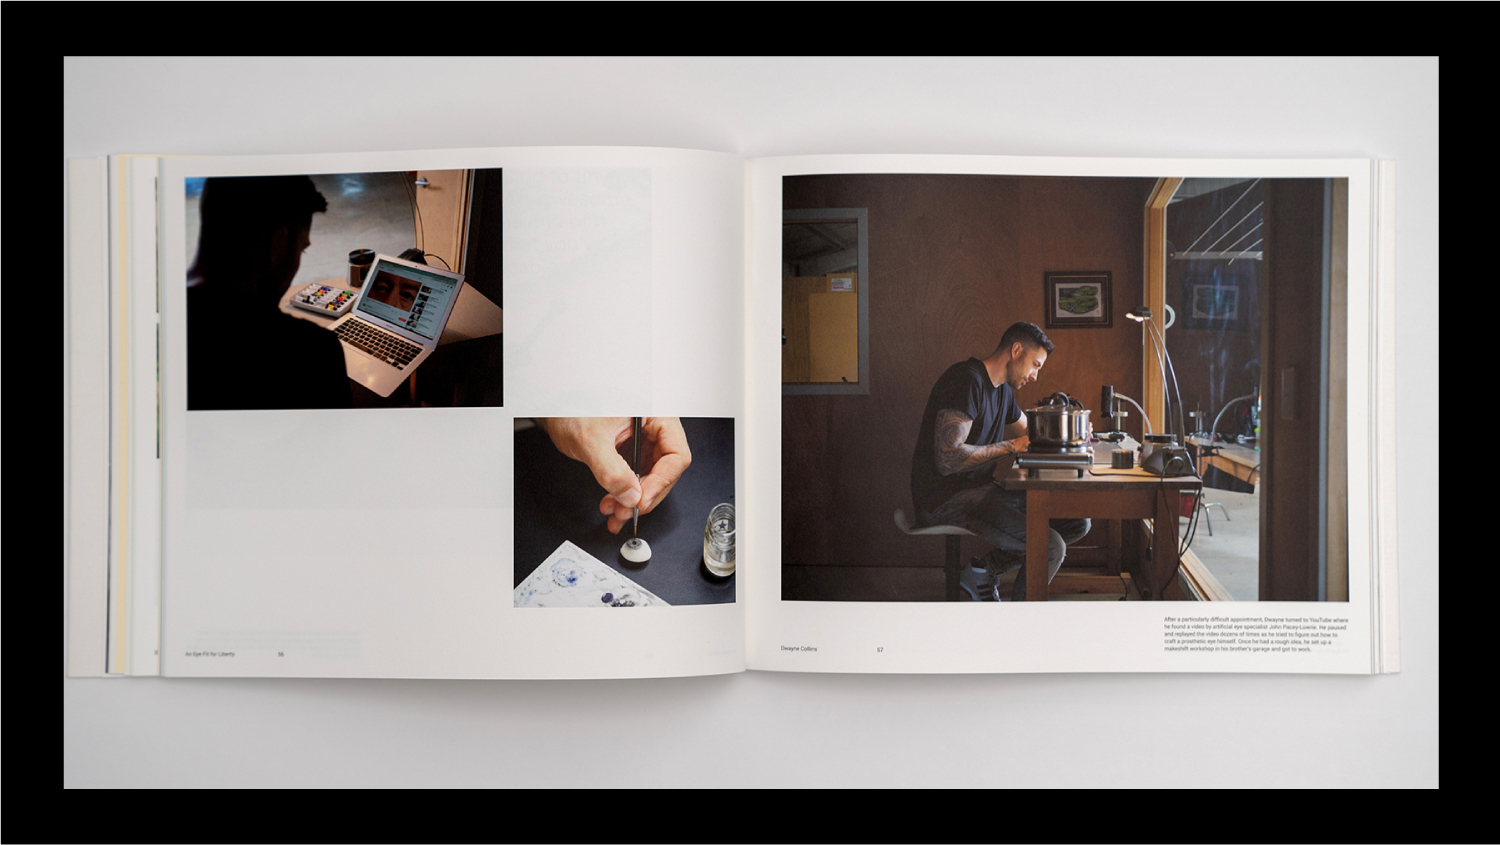 An Eye Fit for Liberty
56
After a particularly difficult appointment, Dwayne turned to YouTube where
he found a video by artificial eye specialist John Pacey-Lowrie. He paused
and replayed the video dozens of times as he tried to figure out how to
craft a prosthetic eye himself. Once he had a rough idea, he set up a
makeshift workshop in his brother's garage and got to work.
Dwayne Collins
57